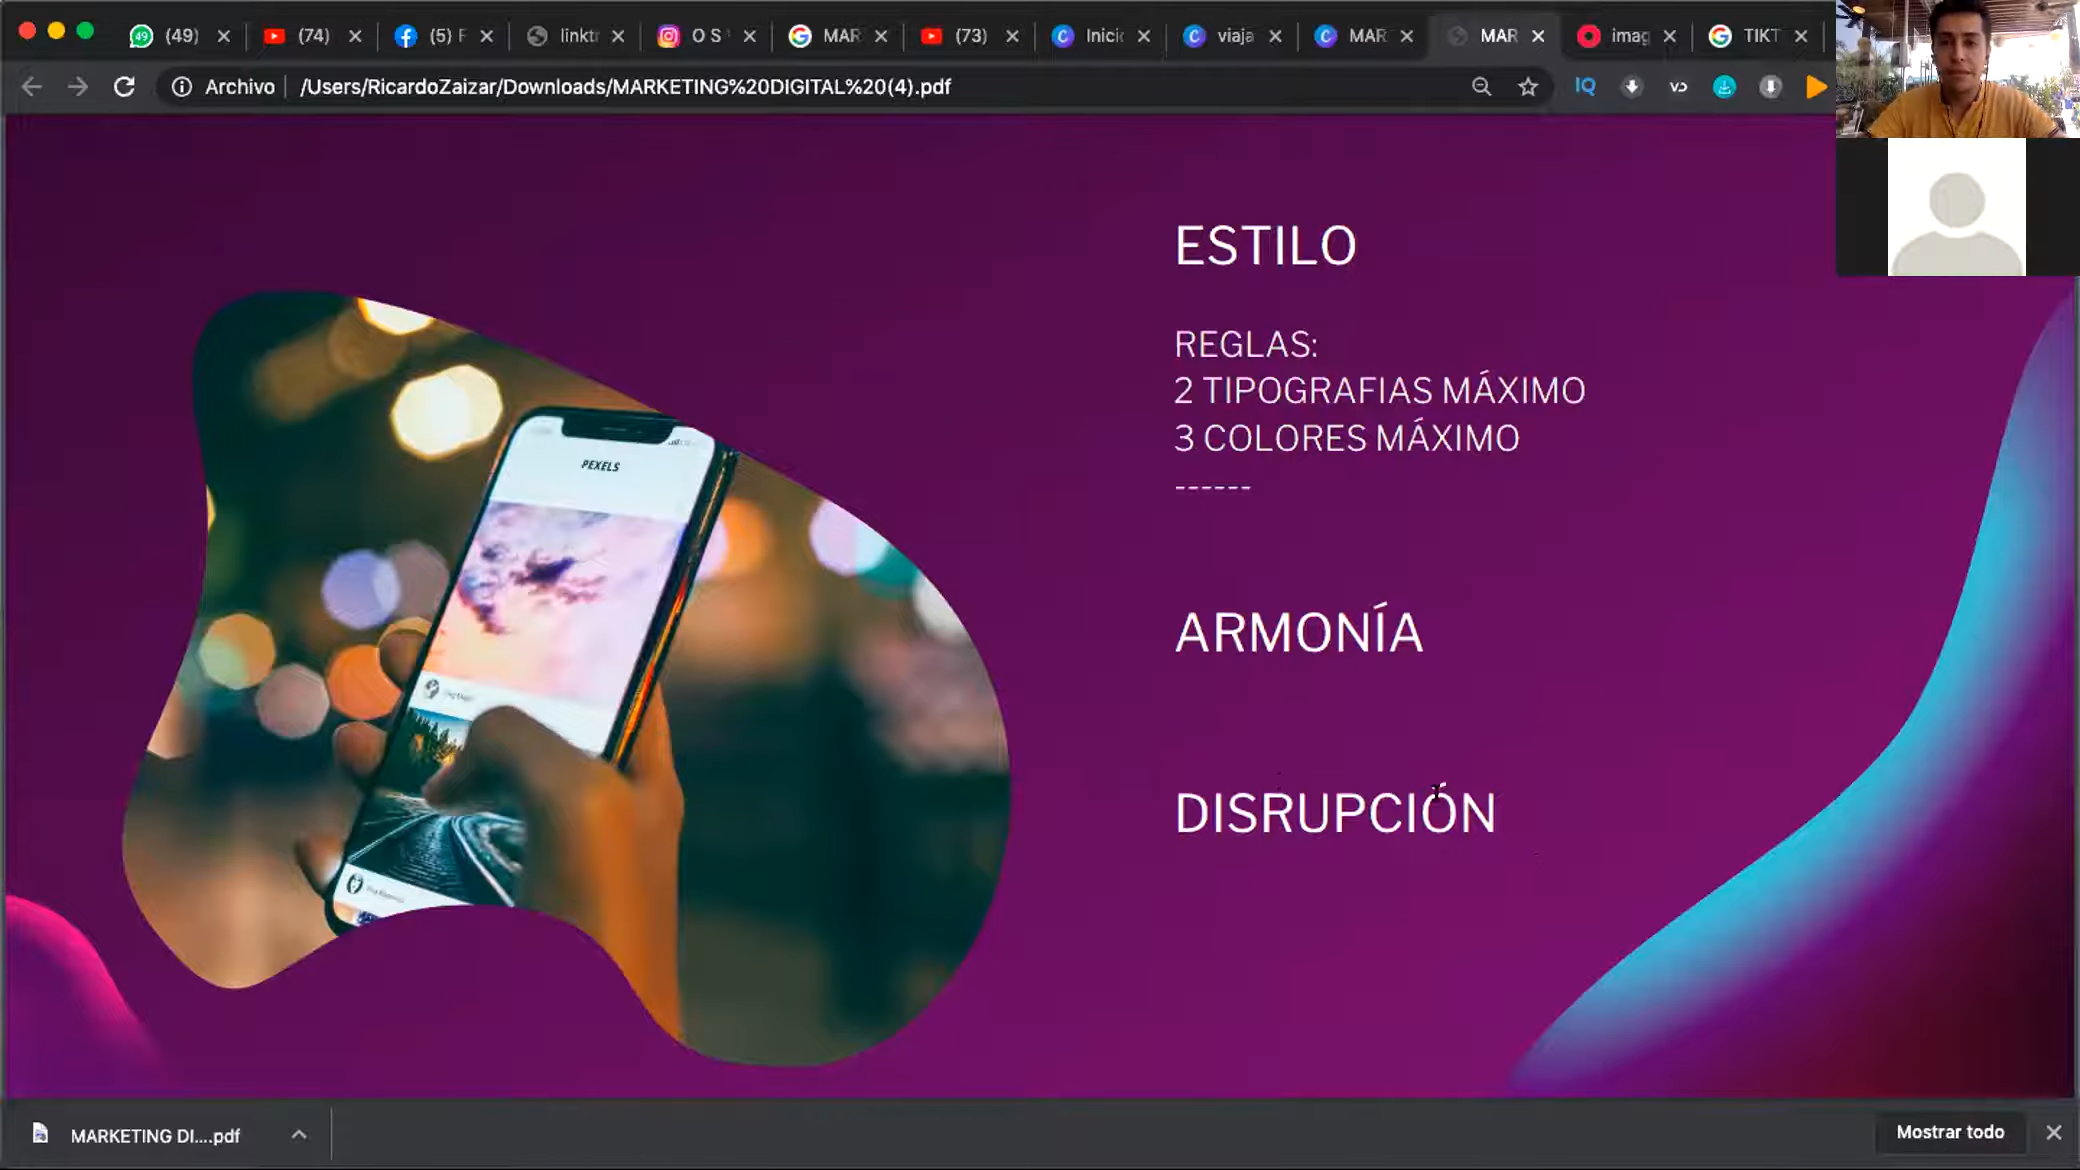 (49)
(74)
(5) F
linktr
O S
MAR
(73)
Inicio
viaja
MAR
MAR
imag
TIKT
Archivo
/Users/RicardoZaizar/Downloads/MARKETING%20DIGITAL%20(4).pdf
IQ
ESTILO
REGLAS:
2 TIPOGRAFIAS MÁXIMO
3 COLORES MÁXIMO
------
PEXELS
ARMONÍA
DISRUPCIÓN
MARKETING DI....pdf
Mostrar todo